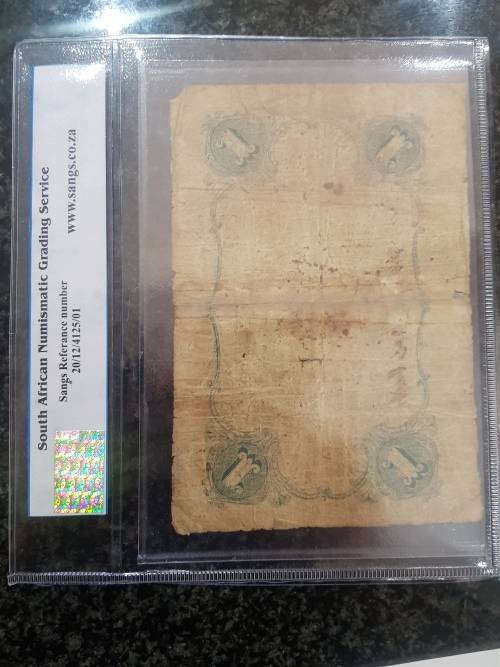 South African Numismatic Grading Service
www.sangs.co.za
Sangs Referance number
20/12/4125/01